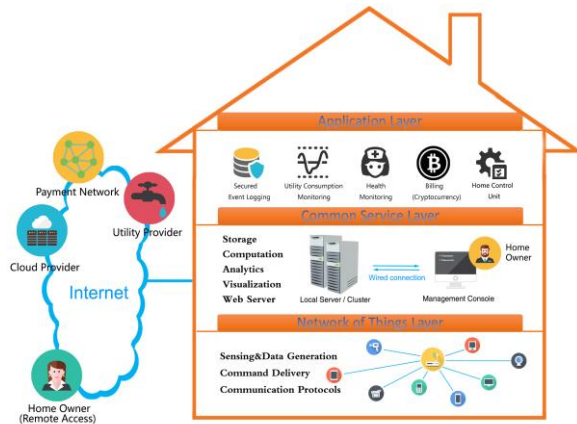 Application Layer
Secured
Event Logging
Utility Consumption
Monitoring
Health
Monitoring
Billing
(Cryptocurrency)
Home Control
Unit
Common Service Layer
Storage
Computation
Analytics
Visualization
Web Server
Local Server / Cluster
Wired connection
Management Console
Home
Owner
Network of Things Layer
Sensing&Data Generation
Command Delivery
Communication Protocols
Payment Network
Utility Provider
Cloud Provider
Internet
Home Owner
(Remote Access)